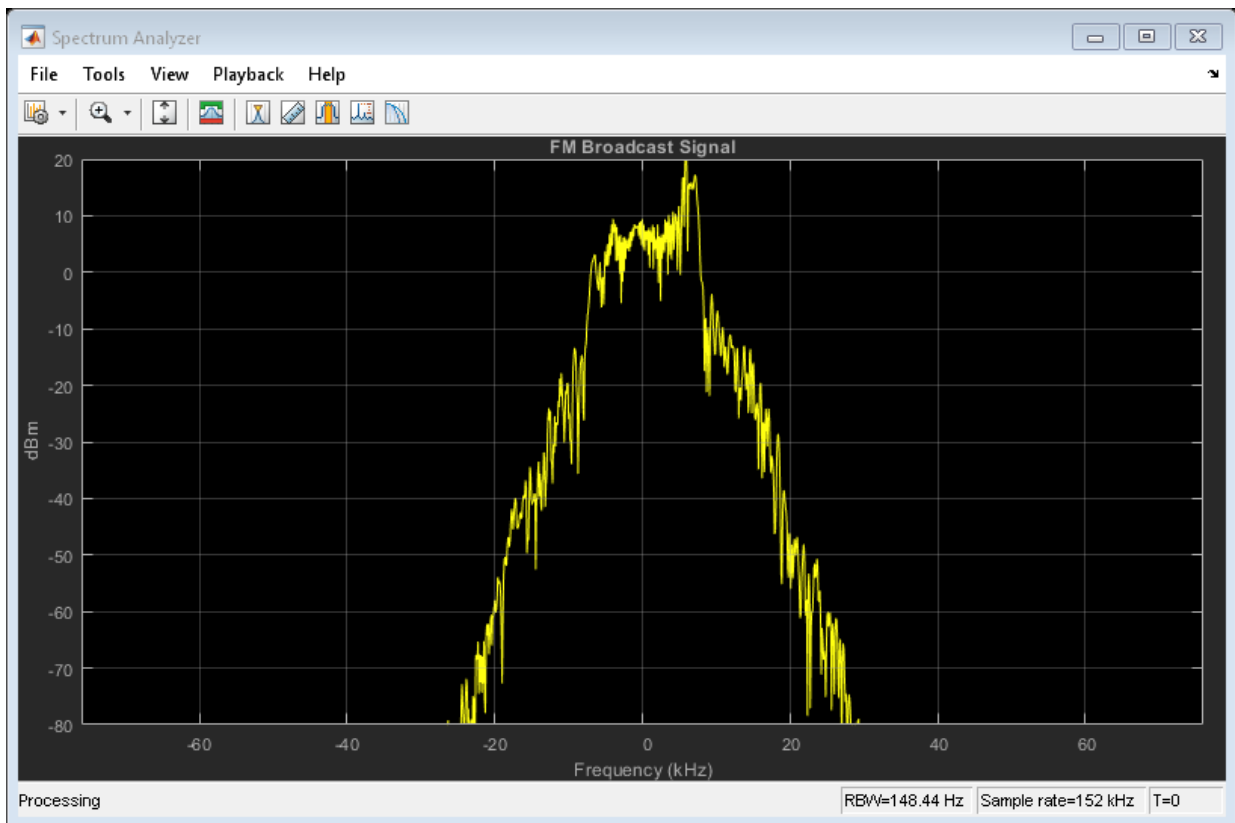 Spectrum Analyzer
File Tools View Playback Help
FM Broadcast Signal
20
10
0
-10
-20
-30
-40
-50
-60
-70
-80
dBm
-60 -40 -20 0 20 40 60
Frequency (kHz)
Processing RBW=148.44 Hz Sample rate=152 kHz T=0